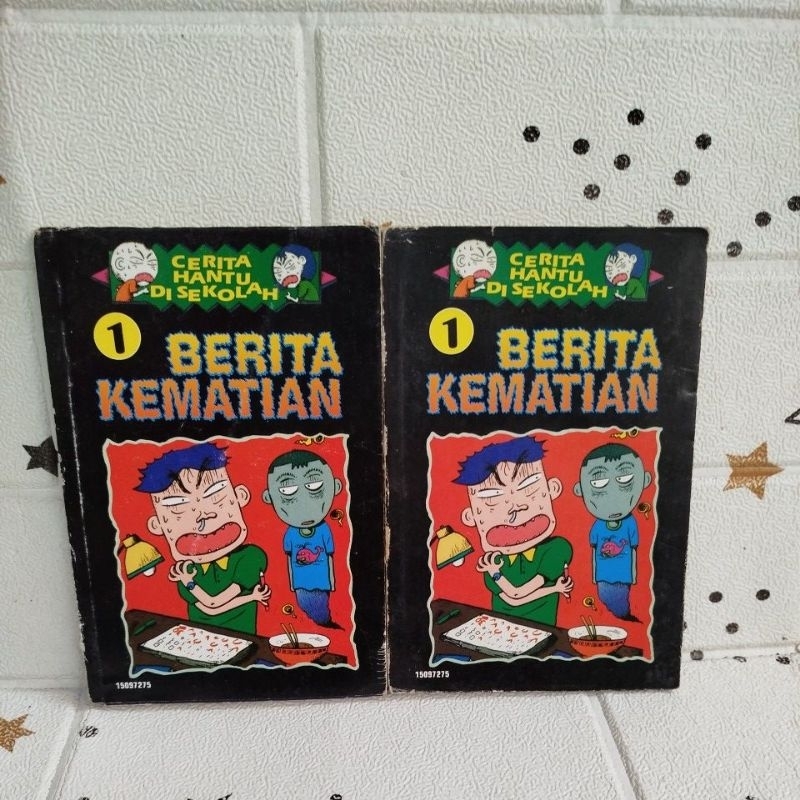 CERITA
HANTU
DI SEKOLAH
1
BERITA
KEMATIAN
15097275
CERITA
HANTU
DI SEKOLAH
1
BERITA
KEMATIAN
15097275